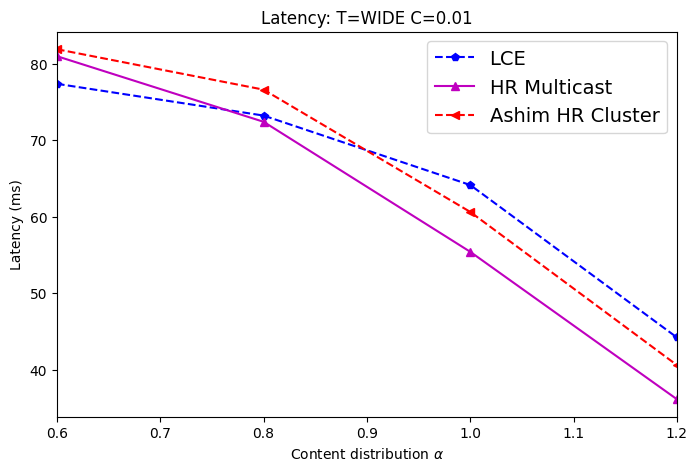 Latency: T=WIDE C=0.01
LCE
HR Multicast
Ashim HR Cluster
Latency (ms)
80
70
60
50
40
0.6 0.7 0.8 0.9 1.0 1.1 1.2
Content distribution α